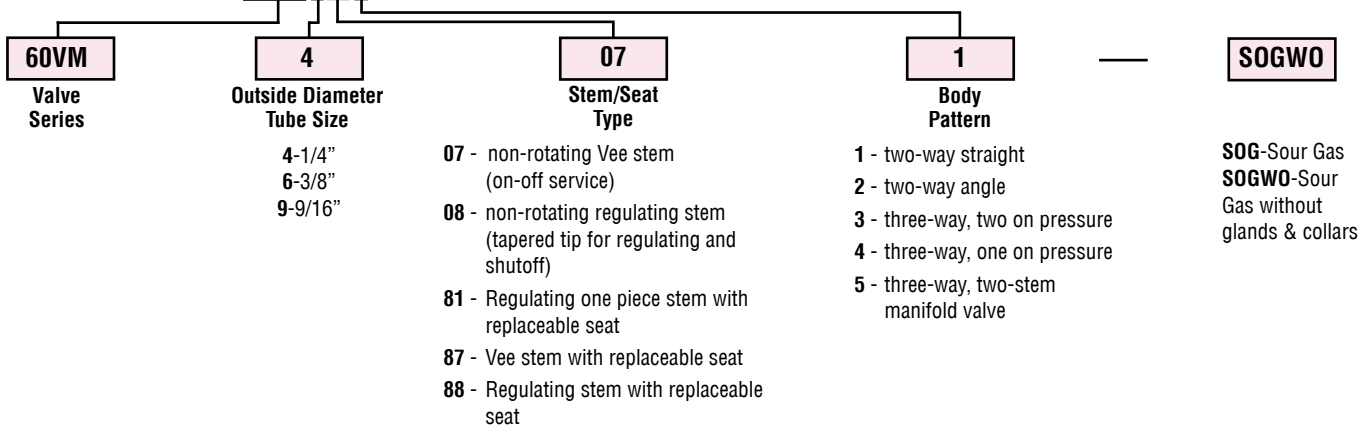 60VM
Valve
Series
4
Outside Diameter
Tube Size
4-1/4”
6-3/8”
9-9/16”
07
Stem/Seat
Type
07 - non-rotating Vee stem
(on-off service)
08 - non-rotating regulating stem
(tapered tip for regulating and
shutoff)
81 - Regulating one piece stem with
replaceable seat
87 - Vee stem with replaceable seat
88 - Regulating stem with replaceable
seat
1
Body
Pattern
1 - two-way straight
2 - two-way angle
3 - three-way, two on pressure
4 - three-way, one on pressure
5 - three-way, two-stem
manifold valve
—
SOGWO
SOG-Sour Gas
SOGWO-Sour
Gas without
glands & collars